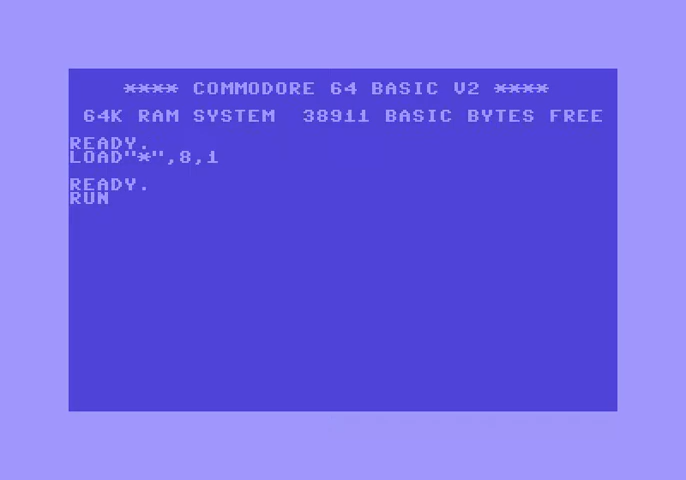 **** COMMODORE 64 BASIC V2 ****
64K RAM SYSTEM  38911 BASIC BYTES FREE
READY.
LOAD"*",8,1
READY.
RUN